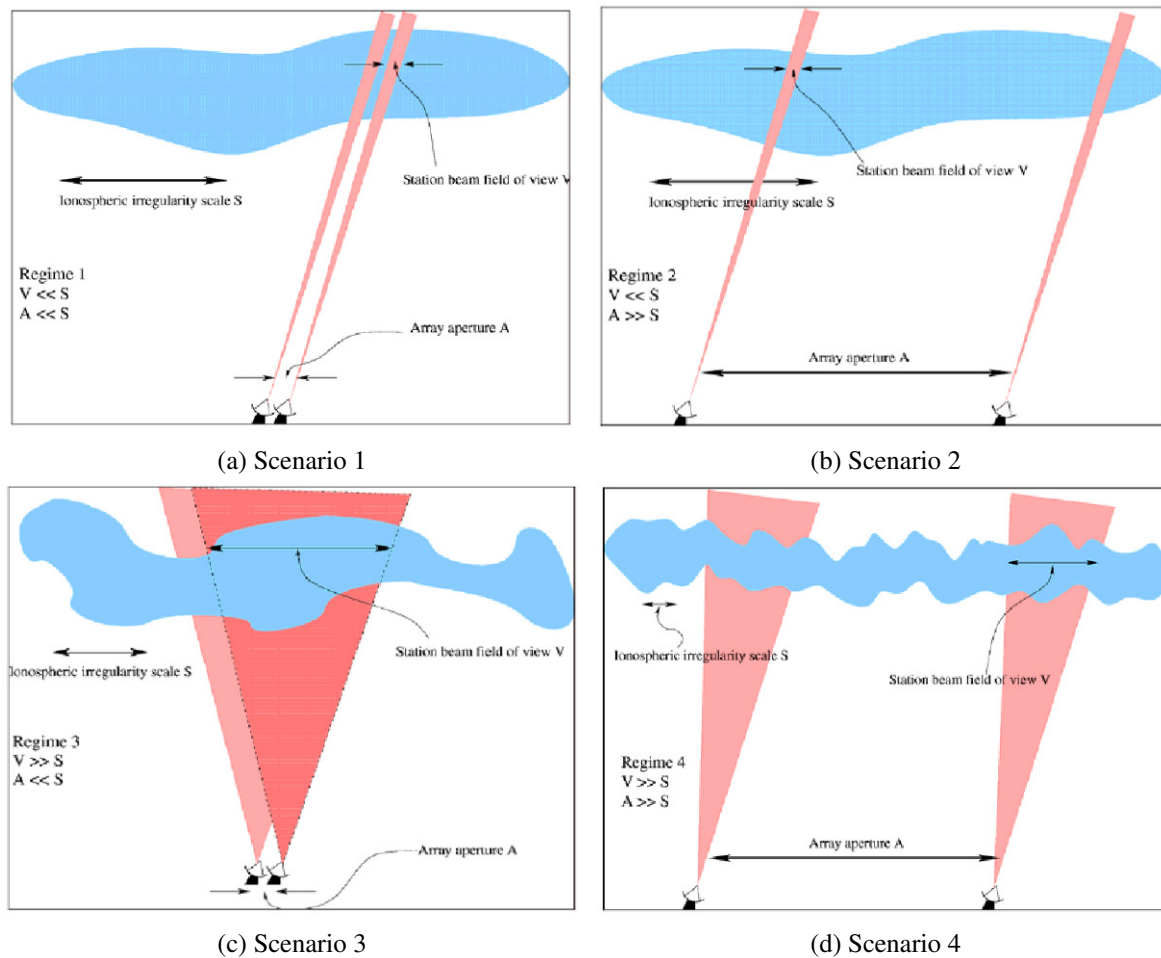 Station beam field of view V
Ionospheric irregularity scale S
Regime 1
V << S
A << S
Array aperture A
(a) Scenario 1
Station beam field of view V
Ionospheric irregularity scale S
Regime 2
V << S
A >> S
Array aperture A
(b) Scenario 2
Station beam field of view V
Ionospheric irregularity scale S
Regime 3
V >> S
A << S
Array aperture A
(c) Scenario 3
Ionospheric irregularity scale S
Station beam field of view V
Regime 4
V >> S
A >> S
Array aperture A
(d) Scenario 4